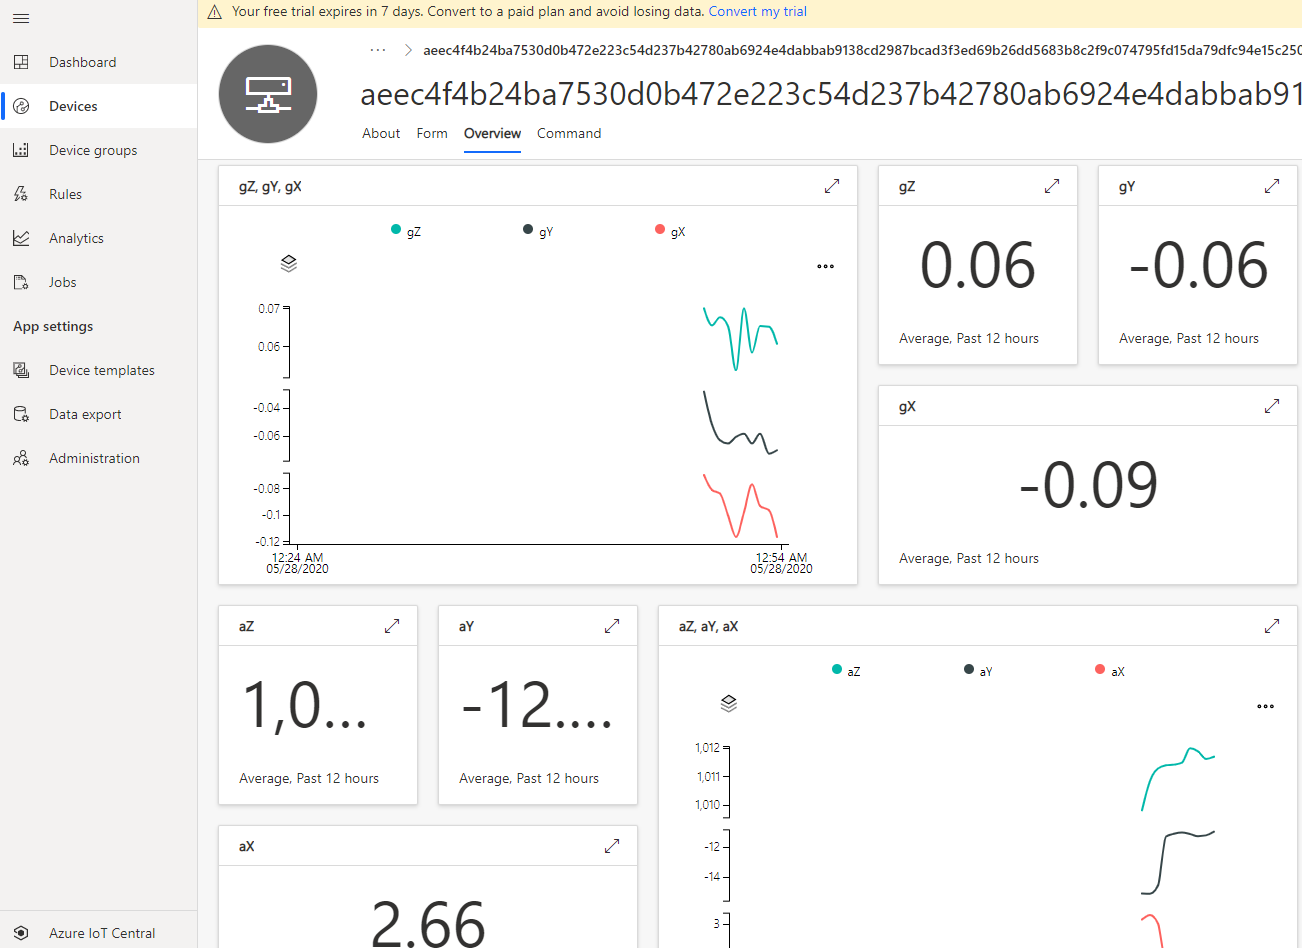 Your free trial expires in 7 days. Convert to a paid plan and avoid losing data. Convert my trial
Dashboard
Devices
Device groups
Rules
Analytics
Jobs
App settings
Device templates
Data export
Administration
Azure IoT Central
... > aeec4f4b24ba7530d0b472e223c54d237b42780ab6924e4dabbab9138cd2987bcad3f3ed69b26dd5683b8c2f9c074795fd15da79dfc94e15c250
aeec4f4b24ba7530d0b472e223c54d237b42780ab6924e4dabbab91
About Form Overview Command
gZ, gY, gX
gZ gY gX
0.07
0.06
-0.04
-0.06
-0.08
-0.1
-0.12
12:24 AM 12:54 AM
05/28/2020 05/28/2020
gZ
0.06
Average, Past 12 hours
gY
-0.06
Average, Past 12 hours
gX
-0.09
Average, Past 12 hours
aZ
1,0...
Average, Past 12 hours
aY
-12....
Average, Past 12 hours
aX
2.66
aZ, aY, aX
aZ aY aX
1,012
1,011
1,010
-12
-14
3